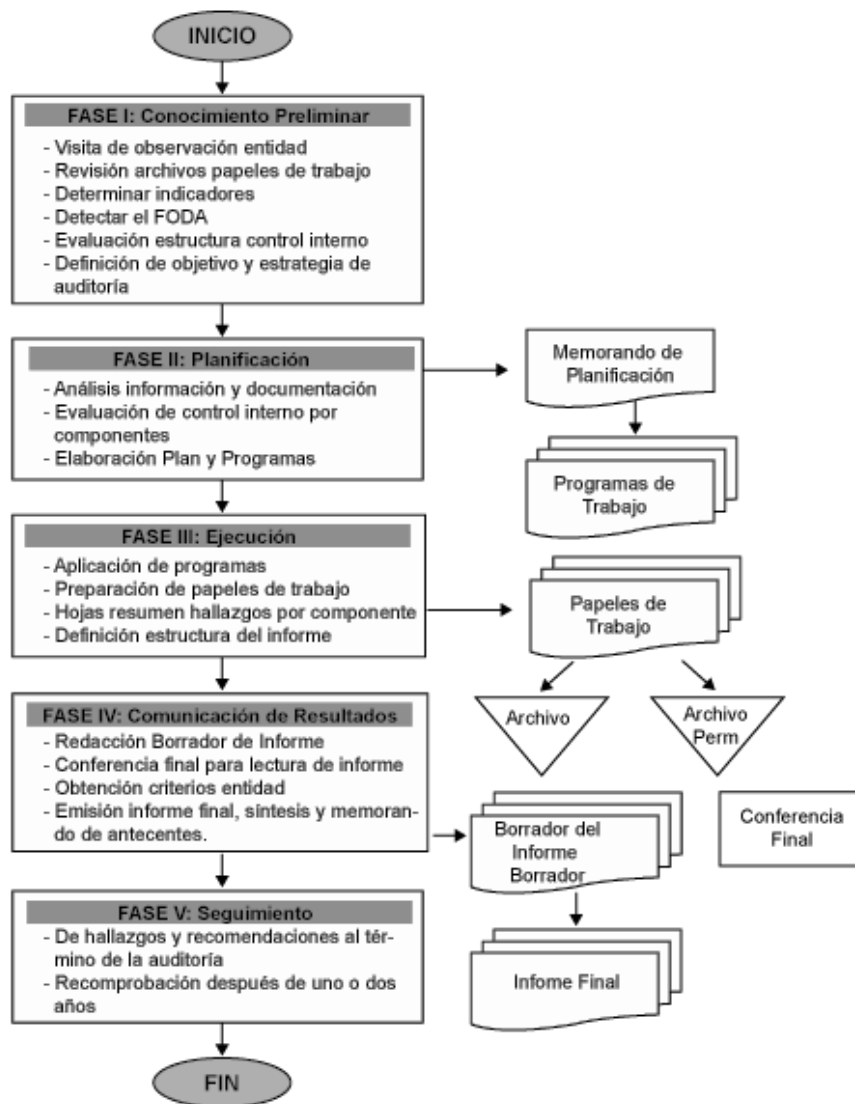 INICIO
FASE I: Conocimiento Preliminar
- Visita de observación entidad
- Revisión archivos papeles de trabajo
- Determinar indicadores
- Detectar el FODA
- Evaluación estructura control interno
- Definición de objetivo y estrategia de
auditoría
FASE II: Planificación
- Análisis información y documentación
- Evaluación de control interno por
componentes
- Elaboración Plan y Programas
Memorando de
Planificación
Programas de
Trabajo
FASE III: Ejecución
- Aplicación de programas
- Preparación de papeles de trabajo
- Hojas resumen hallazgos por componente
- Definición estructura del informe
Papeles de
Trabajo
Archivo
Archivo
Perm
FASE IV: Comunicación de Resultados
- Redacción Borrador de Informe
- Conferencia final para lectura de informe
- Obtención criterios entidad
- Emisión informe final, síntesis y memoran-
do de antecentes.
Borrador del
Informe
Borrador
Conferencia
Final
FASE V: Seguimiento
- De hallazgos y recomendaciones al tér-
mino de la auditoría
- Recomprobación después de uno o dos
años
Infome Final
FIN